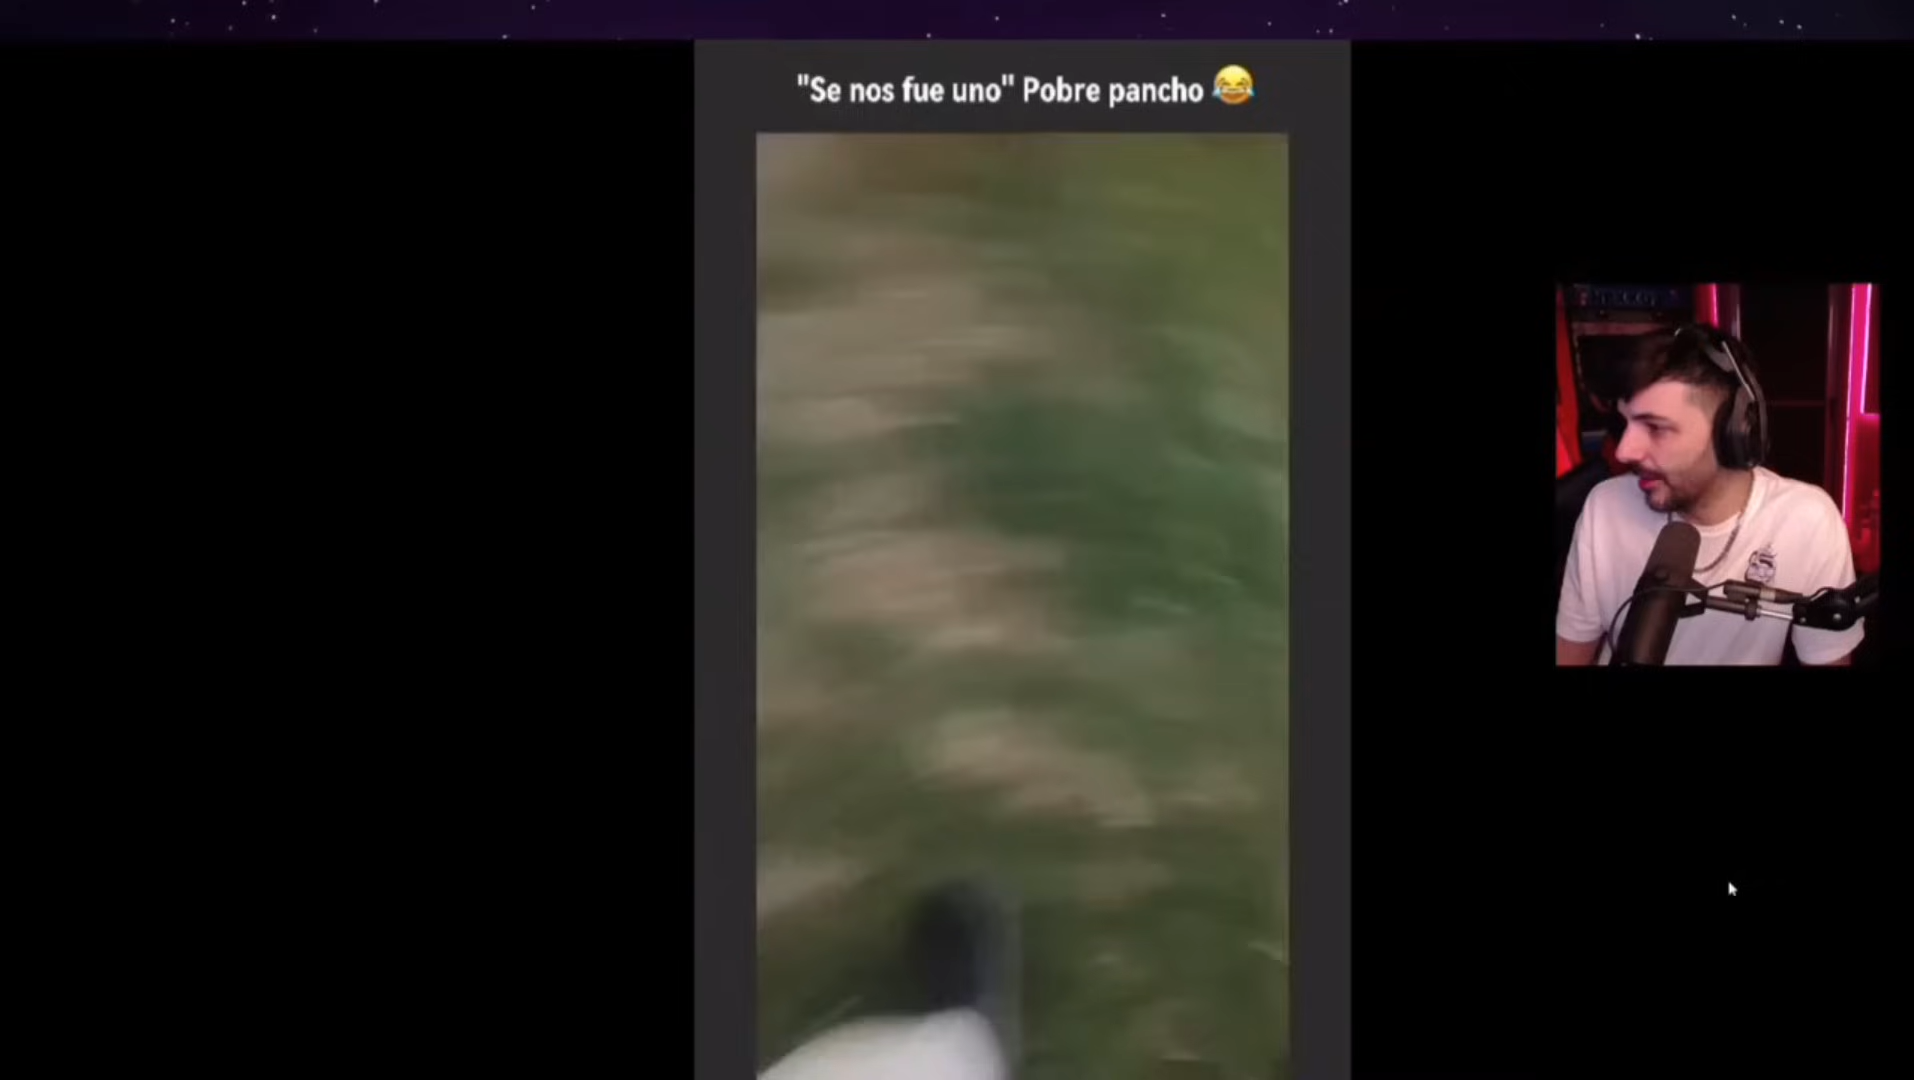 "Se nos fue uno" Pobre pancho 😂